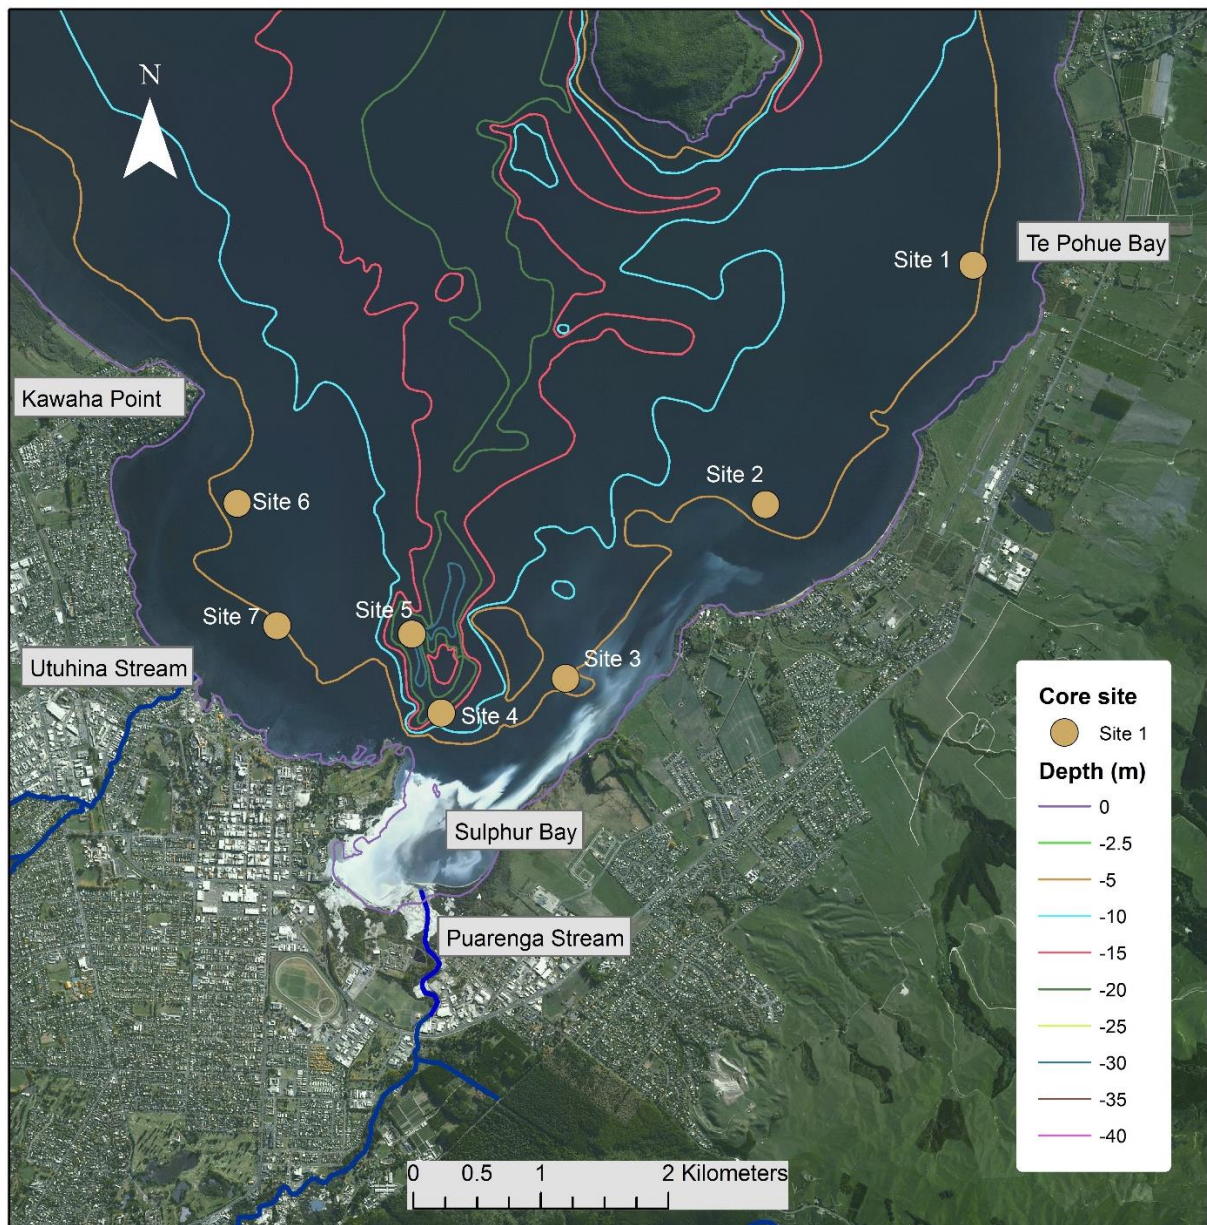 N
Te Pohue Bay
Site 1
Kawaha Point
Site 2
Site 6
Site 5
Site 7
Site 3
Utuhina Stream
Site 4
Sulphur Bay
Puarenga Stream
Core site
Site 1
Depth (m)
0
-2.5
-5
-10
-15
-20
-25
-30
-35
-40
0 0.5 1 2 Kilometers